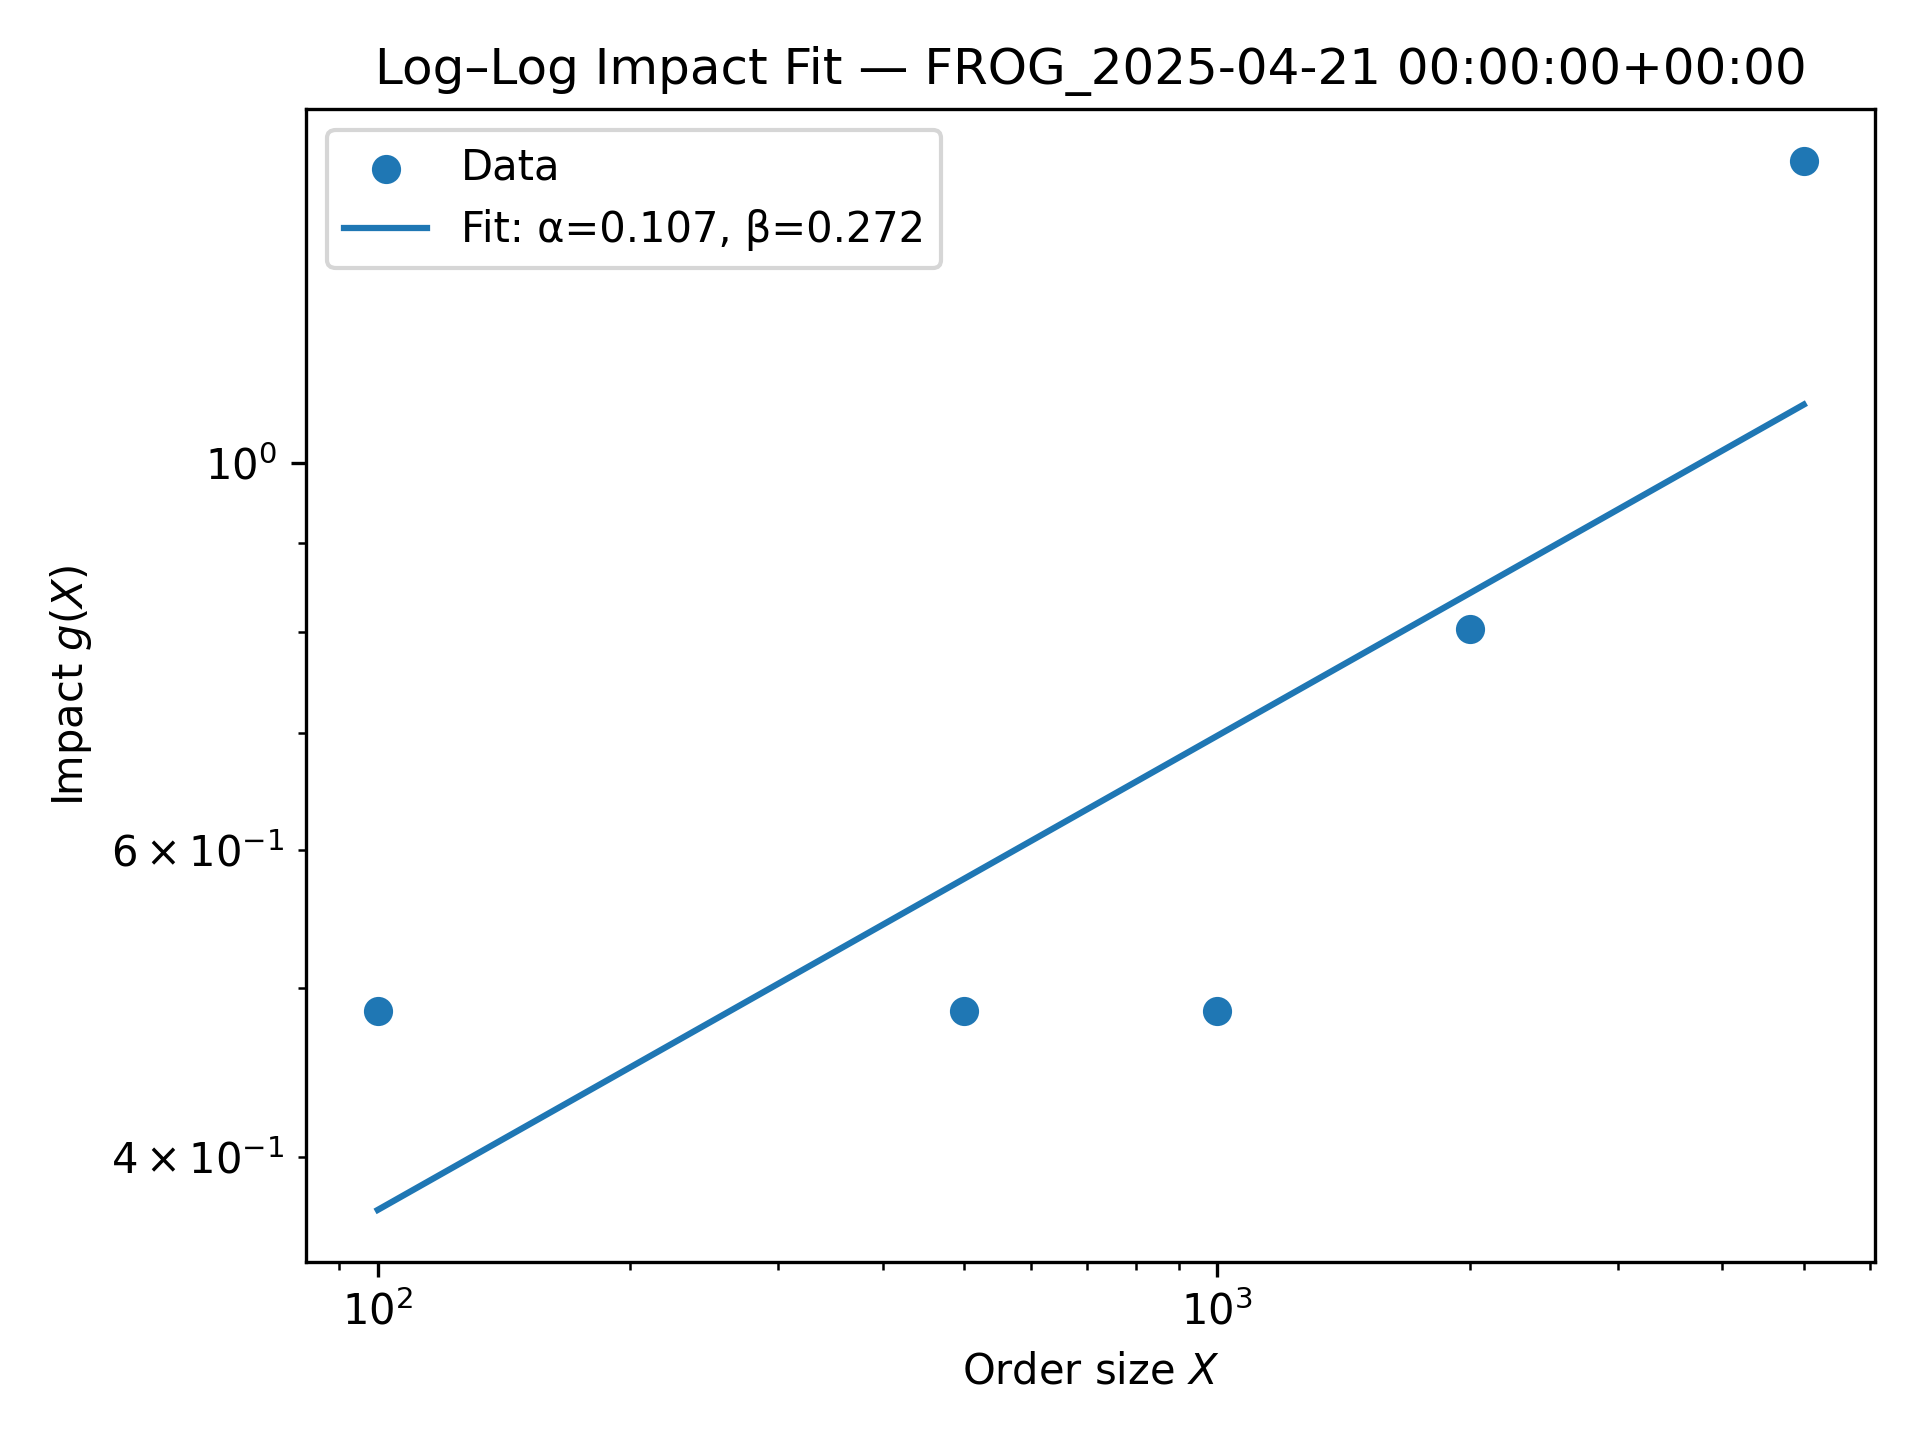 Log–Log Impact Fit — FROG_2025-04-21 00:00:00+00:00
Data
Fit: α=0.107, β=0.272
10⁰
6 × 10⁻¹
4 × 10⁻¹
Impact g(X)
10² 10³
Order size X